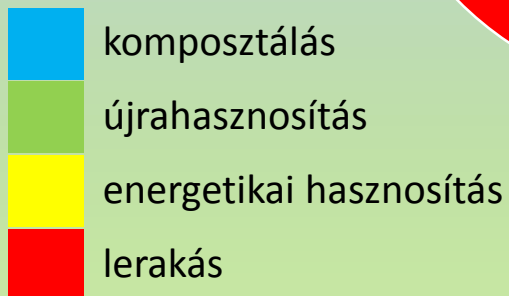 komposztálás
újrahasznosítás
energetikai hasznosítás
lerakás